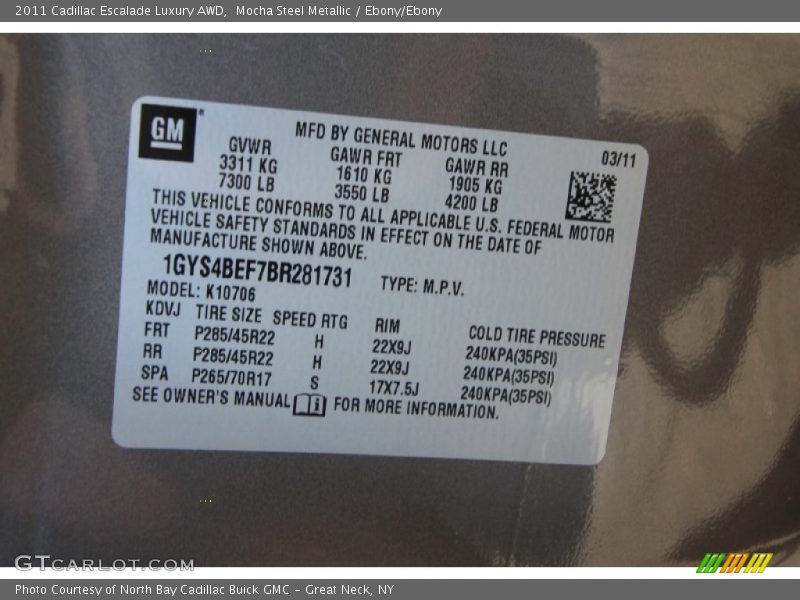 2011 Cadillac Escalade Luxury AWD,  Mocha Steel Metallic / Ebony/Ebony
GM
MFD BY GENERAL MOTORS LLC
03/11
GVWR GAWR FRT GAWR RR
3311 KG 1610 KG 1905 KG
7300 LB 3550 LB 4200 LB
THIS VEHICLE CONFORMS TO ALL APPLICABLE U.S. FEDERAL MOTOR
VEHICLE SAFETY STANDARDS IN EFFECT ON THE DATE OF
MANUFACTURE SHOWN ABOVE.
1GYS4BEF7BR281731 TYPE: M.P.V.
MODEL: K10706
KDVJ TIRE SIZE SPEED RTG RIM COLD TIRE PRESSURE
FRT P285/45R22 H 22X9J 240KPA(35PSI)
RR P285/45R22 H 22X9J 240KPA(35PSI)
SPA P265/70R17 S 17X7.5J 240KPA(35PSI)
SEE OWNER'S MANUAL FOR MORE INFORMATION.
GTCARLOT.COM
Photo Courtesy of North Bay Cadillac Buick GMC - Great Neck, NY